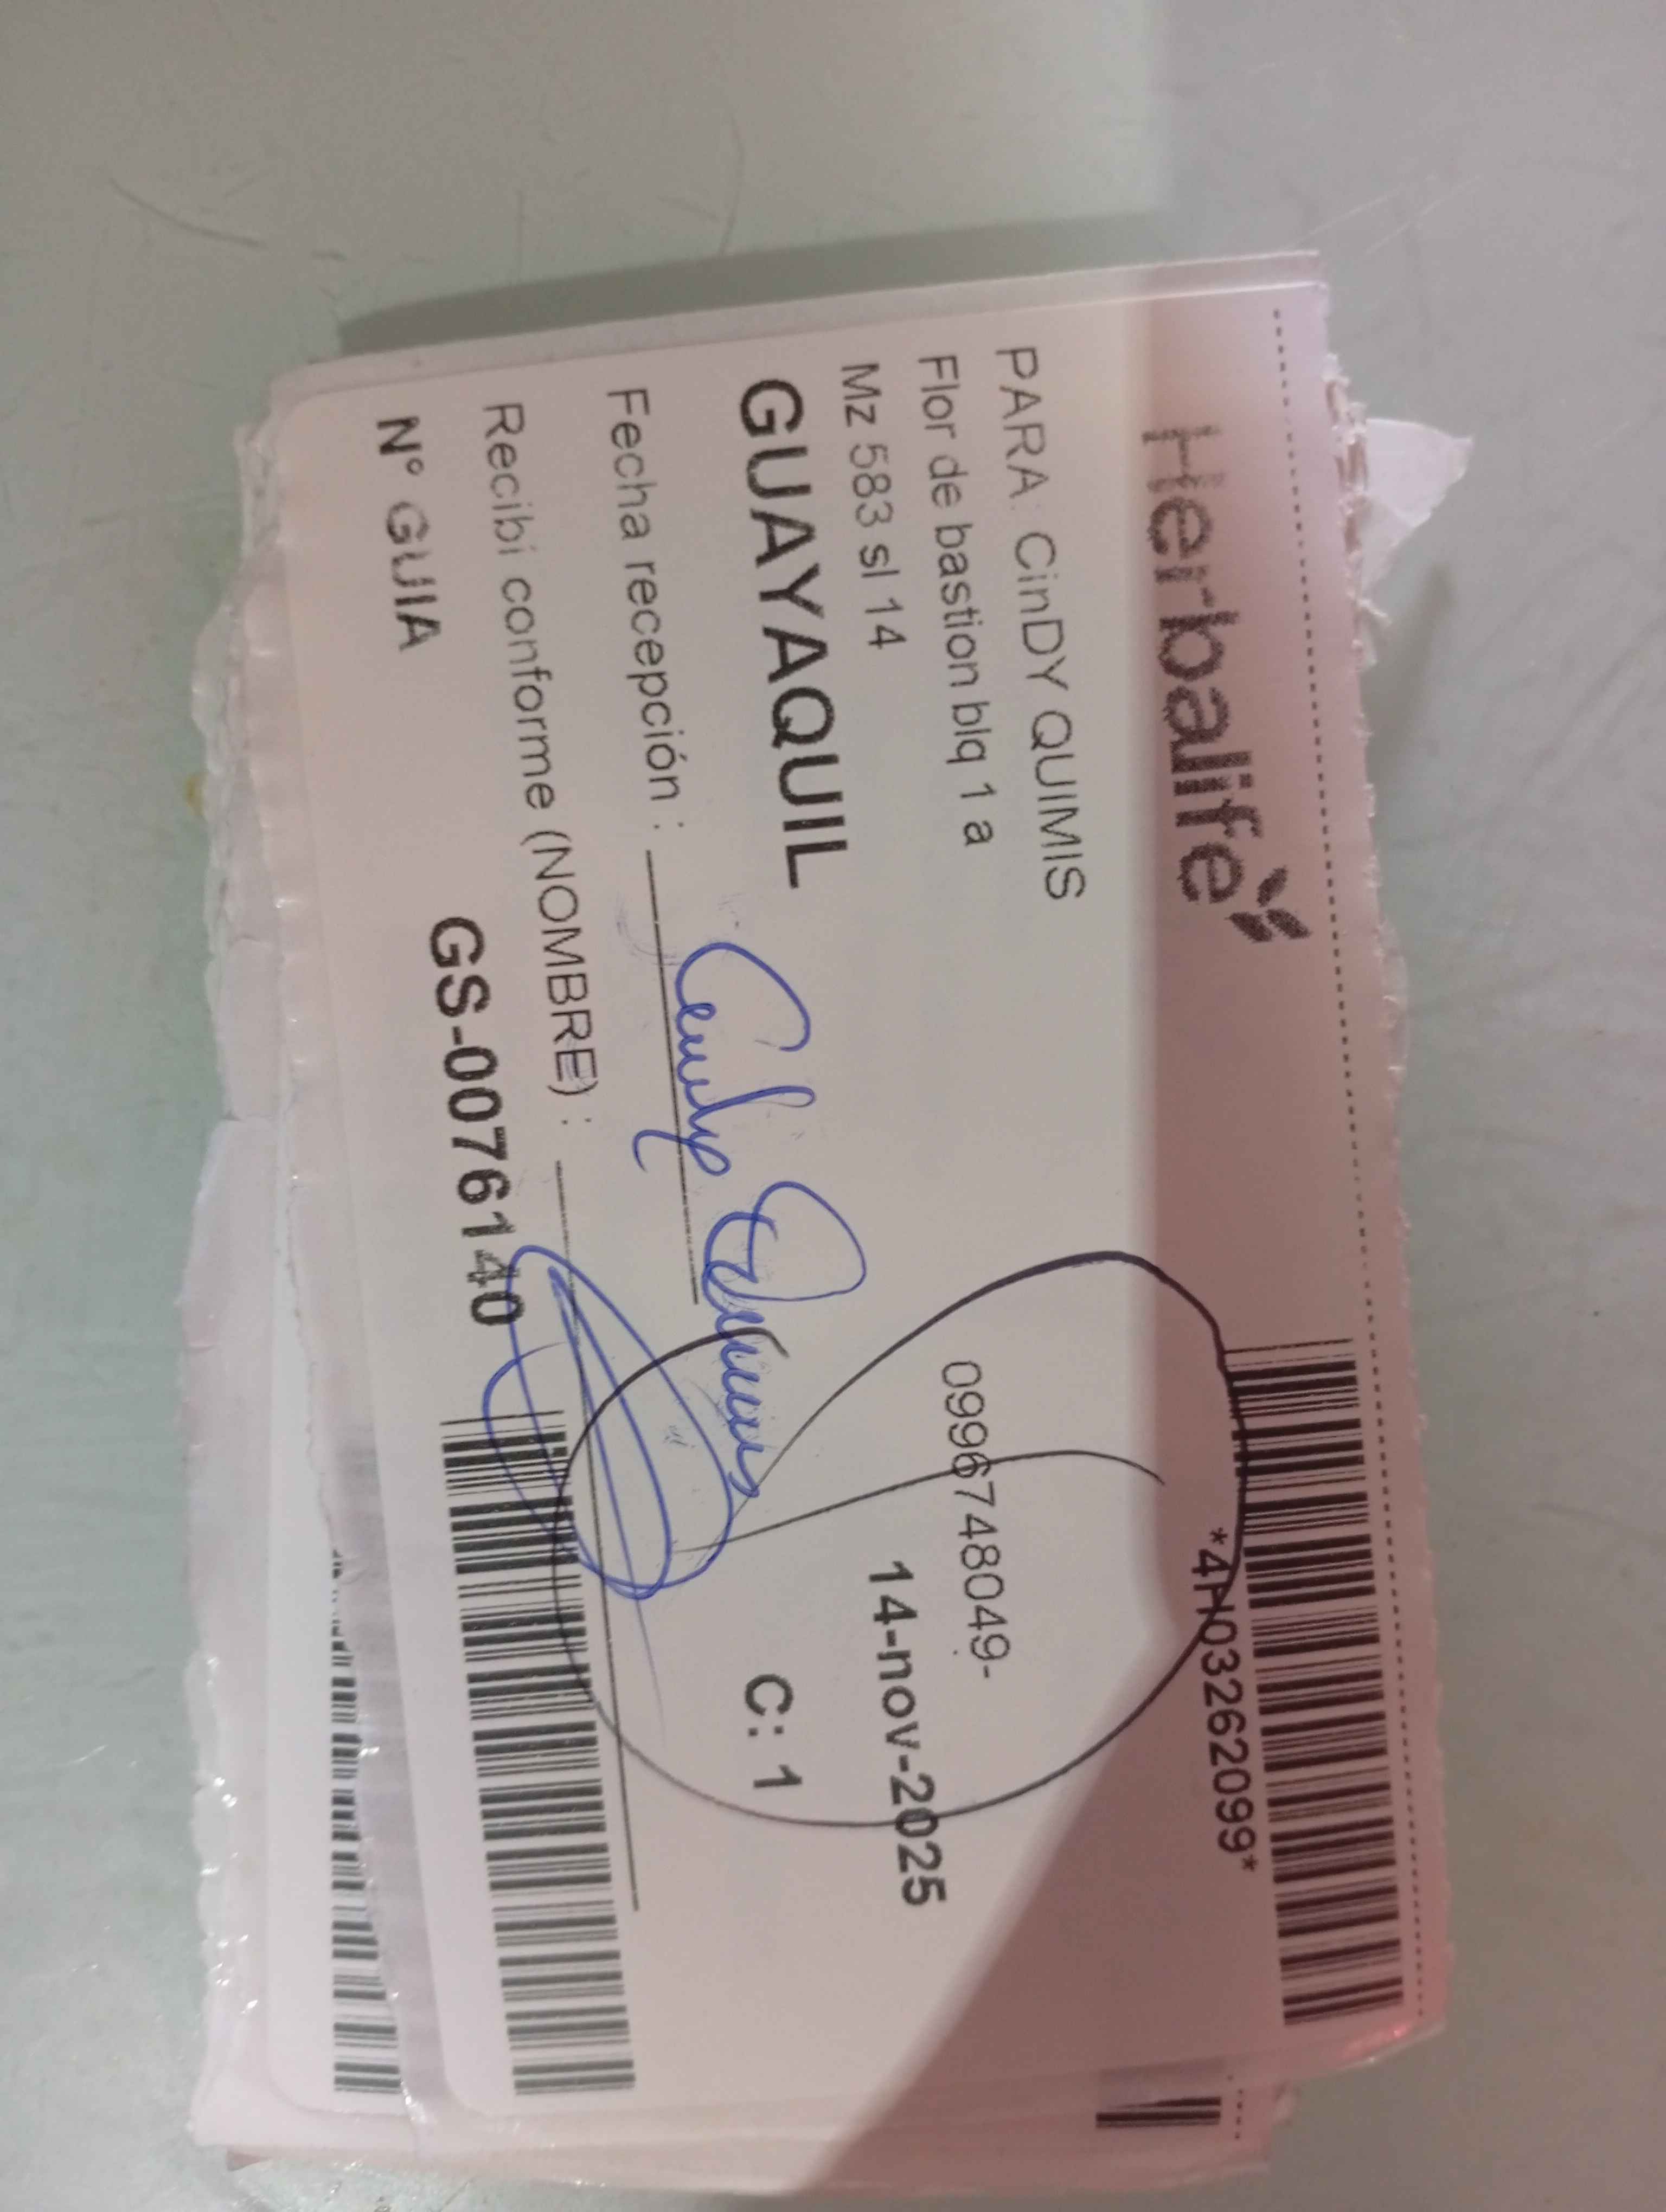 Herbalife
*4H03262099*
PARA: CinDY QUIMIS
Flor de bastion blq 1 a
0996748049-
Mz 583 sl 14
14-nov-2025
GUAYAQUIL
C: 1
Fecha recepción :
Recibi conforme (NOMBRE) :
N° GUIA
GS-0076140